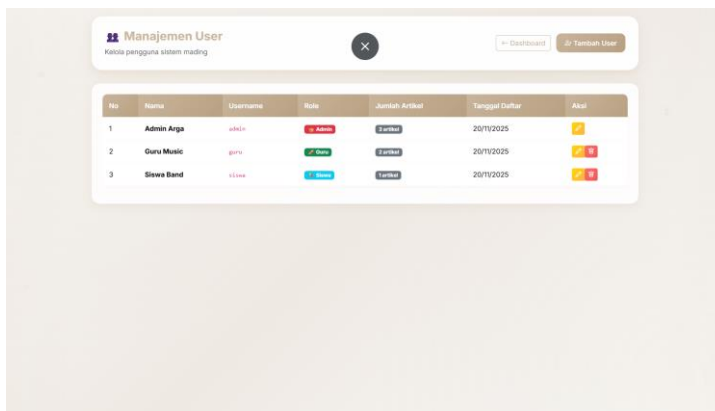 Manajemen User
Kelola pengguna sistem mading
← Dashboard
Tambah User
No Nama Username Role Jumlah Artikel Tanggal Daftar Aksi
1 Admin Arga admin Admin 3 artikel 20/11/2025
2 Guru Music guru Guru 2 artikel 20/11/2025
3 Siswa Band siswa Siswa 1 artikel 20/11/2025